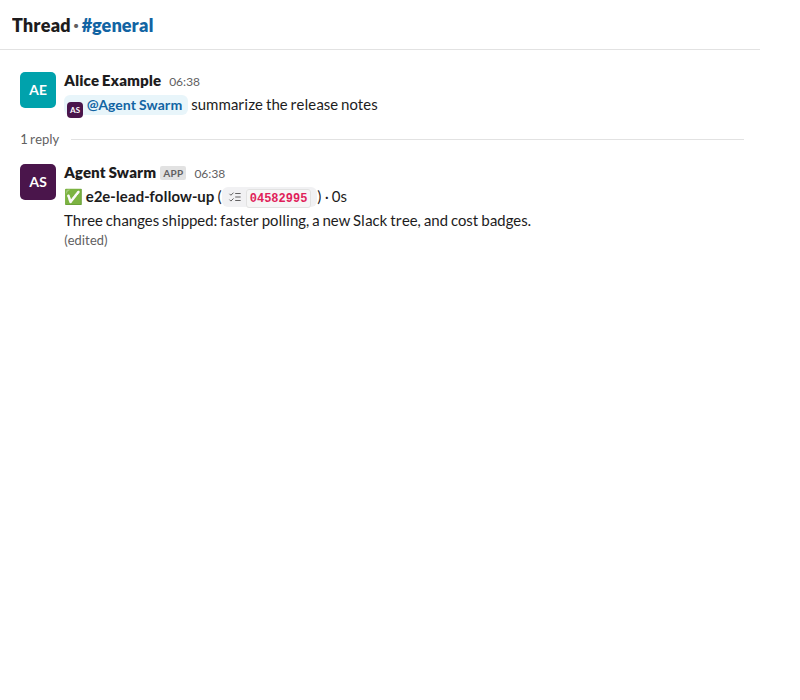 Thread • #general
AE
Alice Example 06:38
AS @Agent Swarm summarize the release notes
1 reply
AS
Agent Swarm APP 06:38
✅ e2e-lead-follow-up ( 04582995 ) · 0s
Three changes shipped: faster polling, a new Slack tree, and cost badges.
(edited)